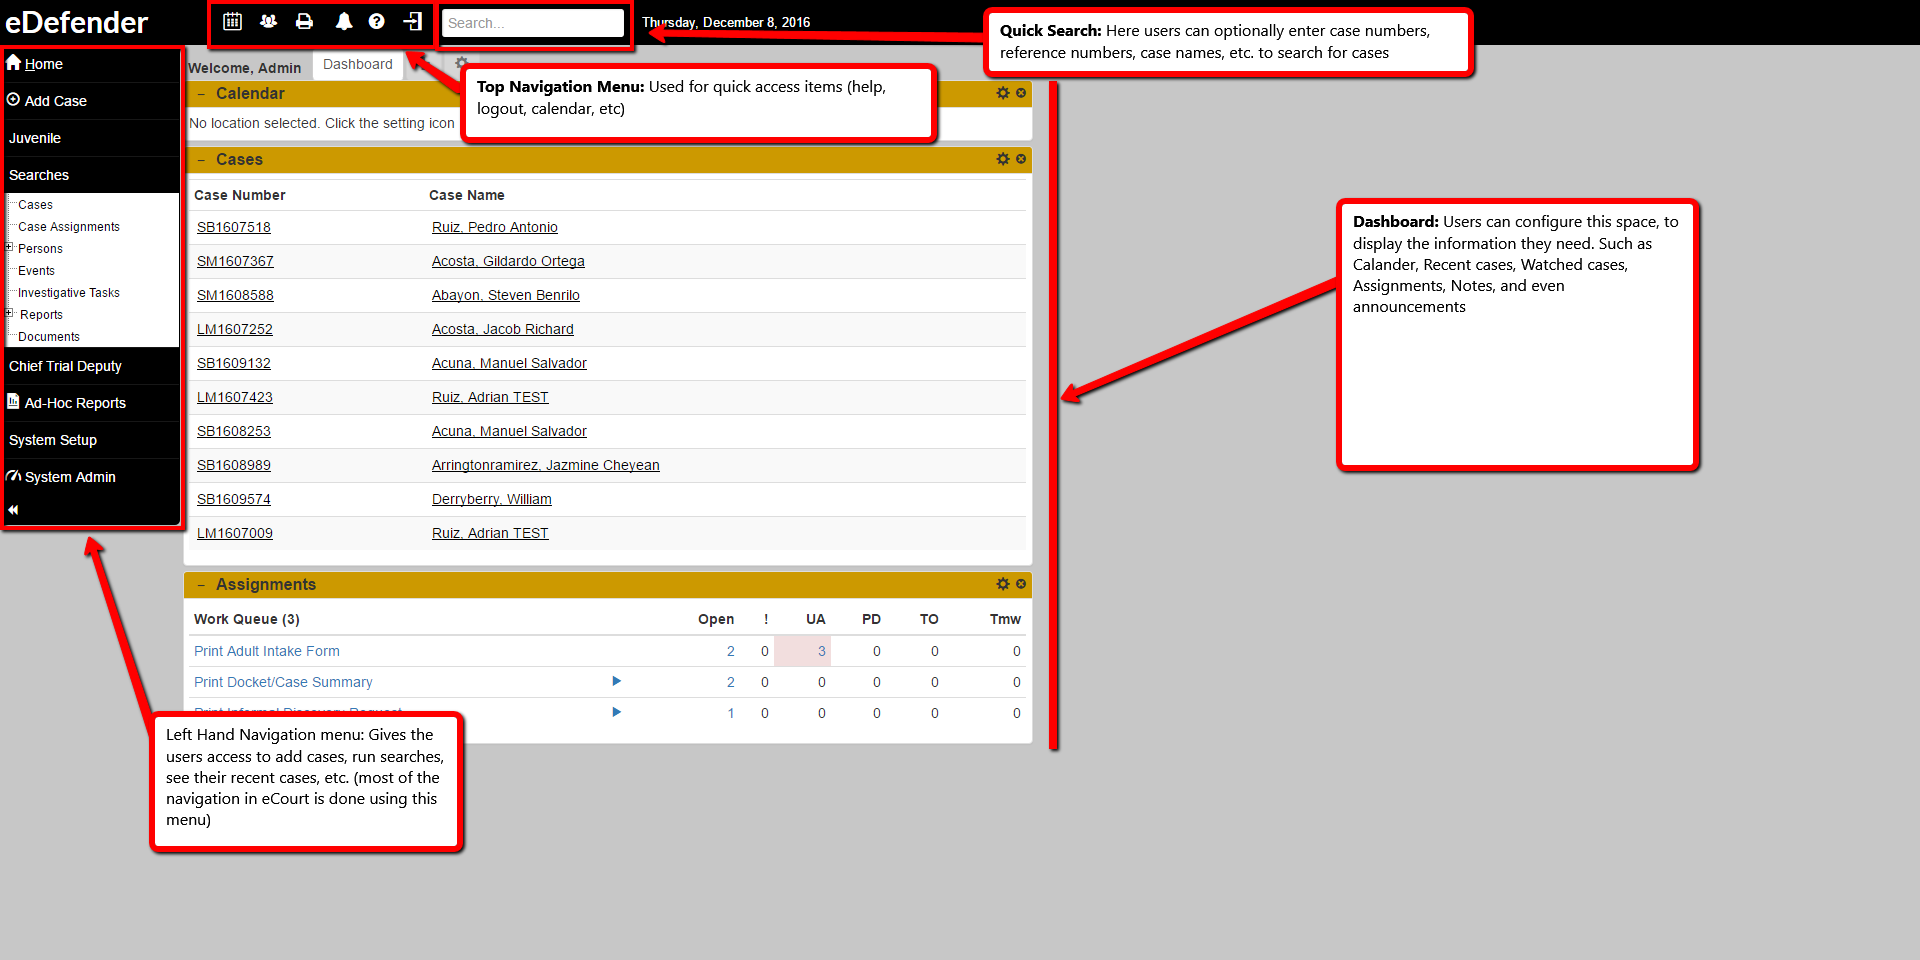 eDefender
Search...
Thursday, December 8, 2016
Quick Search: Here users can optionally enter case numbers,
reference numbers, case names, etc. to search for cases
Home
Add Case
Juvenile
Searches
Cases
Case Assignments
Persons
Events
Investigative Tasks
Reports
Documents
Chief Trial Deputy
Ad-Hoc Reports
System Setup
System Admin
Welcome, Admin
Dashboard
Top Navigation Menu: Used for quick access items (help,
logout, calendar, etc)
Calendar
No location selected. Click the setting icon
Cases
Case Number Case Name
SB1607518 Ruiz, Pedro Antonio
SM1607367 Acosta, Gildardo Ortega
SM1608588 Abayon, Steven Benrilo
LM1607252 Acosta, Jacob Richard
SB1609132 Acuna, Manuel Salvador
LM1607423 Ruiz, Adrian TEST
SB1608253 Acuna, Manuel Salvador
SB1608989 Arringtonramirez, Jazmine Cheyean
SB1609574 Derryberry, William
LM1607009 Ruiz, Adrian TEST
Dashboard: Users can configure this space, to
display the information they need. Such as
Calander, Recent cases, Watched cases,
Assignments, Notes, and even
announcements
Assignments
Work Queue (3) Open ! UA PD TO Tmw
Print Adult Intake Form 2 0 3 0 0 0
Print Docket/Case Summary 2 0 0 0 0 0
Print Informal Discovery Request 1 0 0 0 0 0
Left Hand Navigation menu: Gives the
users access to add cases, run searches,
see their recent cases, etc. (most of the
navigation in eCourt is done using this
menu)